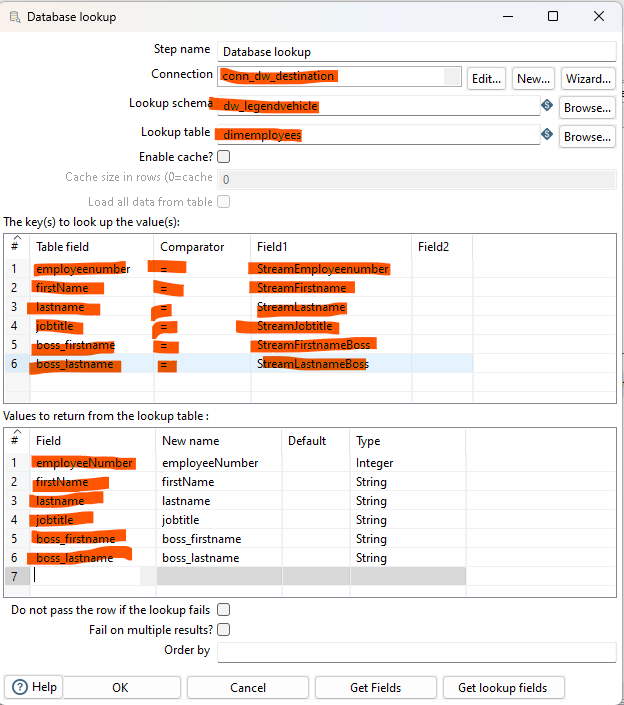 Database lookup
Step name Database lookup
Connection conn_dw_destination Edit... New... Wizard...
Lookup schema dw_legendvehicle Browse...
Lookup table dimemployees Browse...
Enable cache?
Cache size in rows (0=cache 0
Load all data from table
The key(s) to look up the value(s):
# Table field Comparator Field1 Field2
1 employeenumber = StreamEmployeenumber
2 firstName = StreamFirstname
3 lastname = StreamLastname
4 jobtitle = StreamJobtitle
5 boss_firstname = StreamFirstnameBoss
6 boss_lastname = StreamLastnameBoss
Values to return from the lookup table :
# Field New name Default Type
1 employeeNumber employeeNumber Integer
2 firstName firstName String
3 lastname lastname String
4 jobtitle jobtitle String
5 boss_firstname boss_firstname String
6 boss_lastname boss_lastname String
7
Do not pass the row if the lookup fails
Fail on multiple results?
Order by
Help OK Cancel Get Fields Get lookup fields